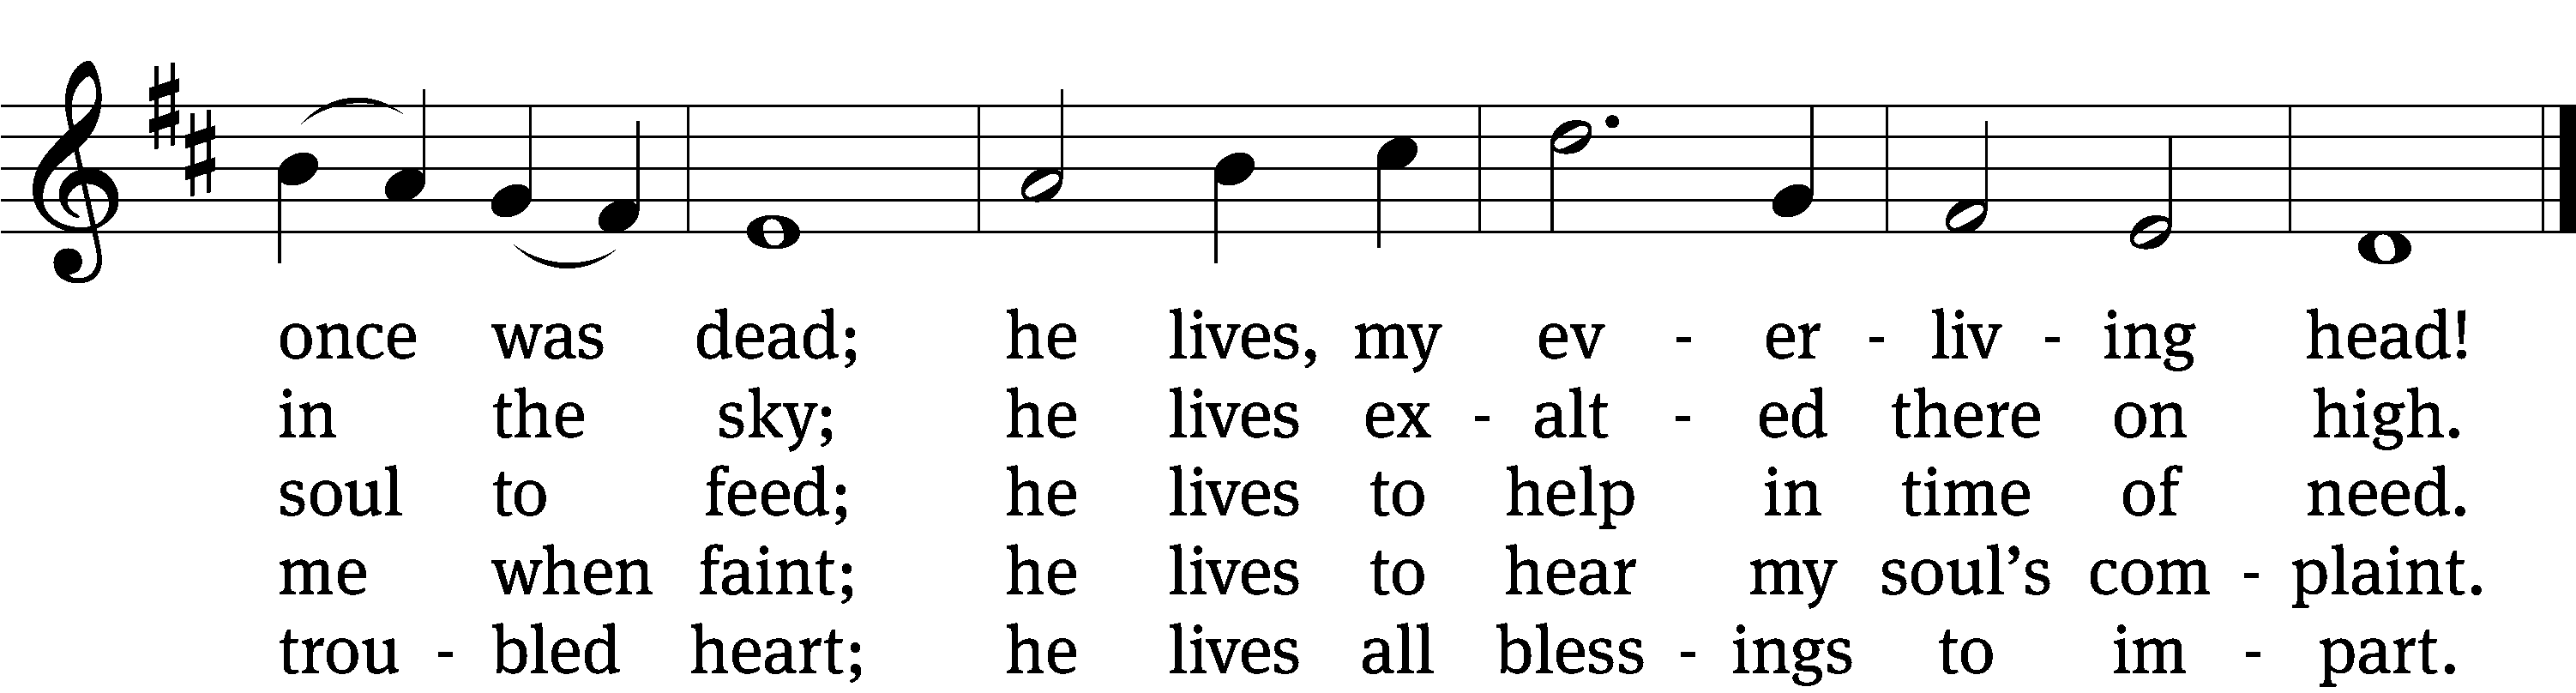 once was dead; he lives, my ev - er - liv - ing head!
in the sky; he lives ex - alt - ed there on high.
soul to feed; he lives to help in time of need.
me when faint; he lives to hear my soul’s com - plaint.
trou - bled heart; he lives all bless - ings to im - part.